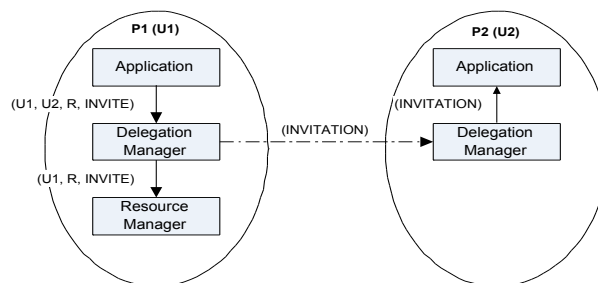 P1 (U1)
Application
(U1, U2, R, INVITE)
Delegation
Manager
(U1, R, INVITE)
Resource
Manager
(INVITATION)
P2 (U2)
Application
(INVITATION)
Delegation
Manager